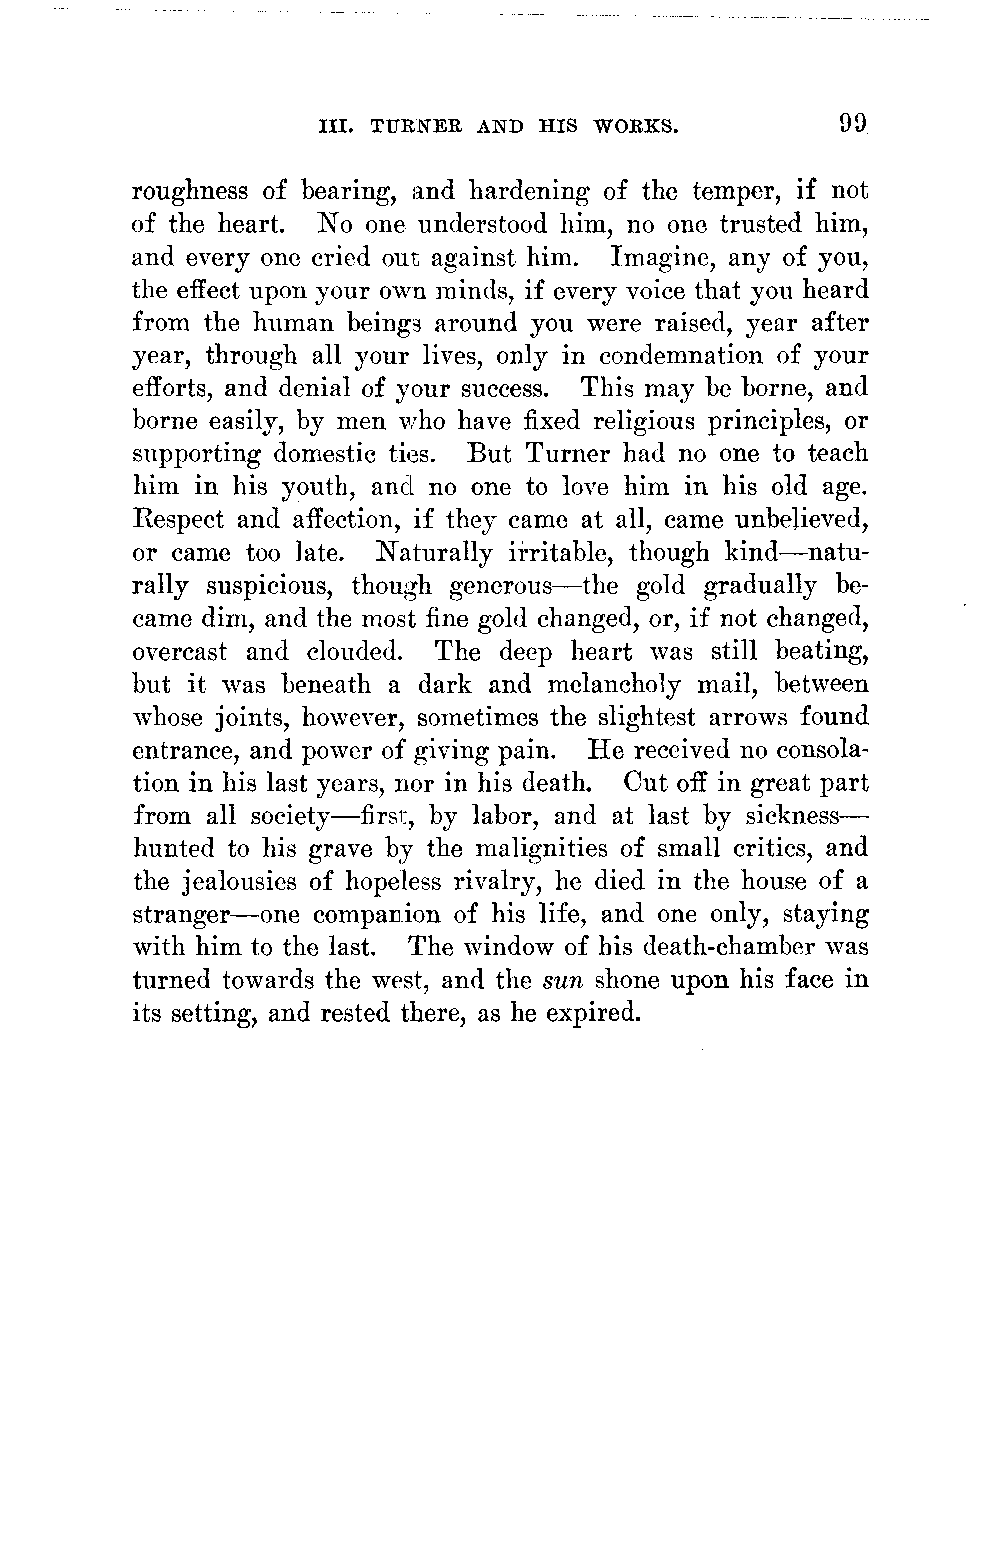 III. TURNER AND HIS WORKS. 99
roughness of bearing, and hardening of the temper, if not
of the heart. No one understood him, no one trusted him,
and every one cried out against him. Imagine, any of you,
the effect upon your own minds, if every voice that you heard
from the human beings around you were raised, year after
year, through all your lives, only in condemnation of your
efforts, and denial of your success. This may be borne, and
borne easily, by men who have fixed religious principles, or
supporting domestic ties. But Turner had no one to teach
him in his youth, and no one to love him in his old age.
Respect and affection, if they came at all, came unbelieved,
or came too late. Naturally irritable, though kind—natu-
rally suspicious, though generous—the gold gradually be-
came dim, and the most fine gold changed, or, if not changed,
overcast and clouded. The deep heart was still beating,
but it was beneath a dark and melancholy mail, between
whose joints, however, sometimes the slightest arrows found
entrance, and power of giving pain. He received no consola-
tion in his last years, nor in his death. Cut off in great part
from all society—first, by labor, and at last by sickness—
hunted to his grave by the malignities of small critics, and
the jealousies of hopeless rivalry, he died in the house of a
stranger—one companion of his life, and one only, staying
with him to the last. The window of his death-chamber was
turned towards the west, and the sun shone upon his face in
its setting, and rested there, as he expired.